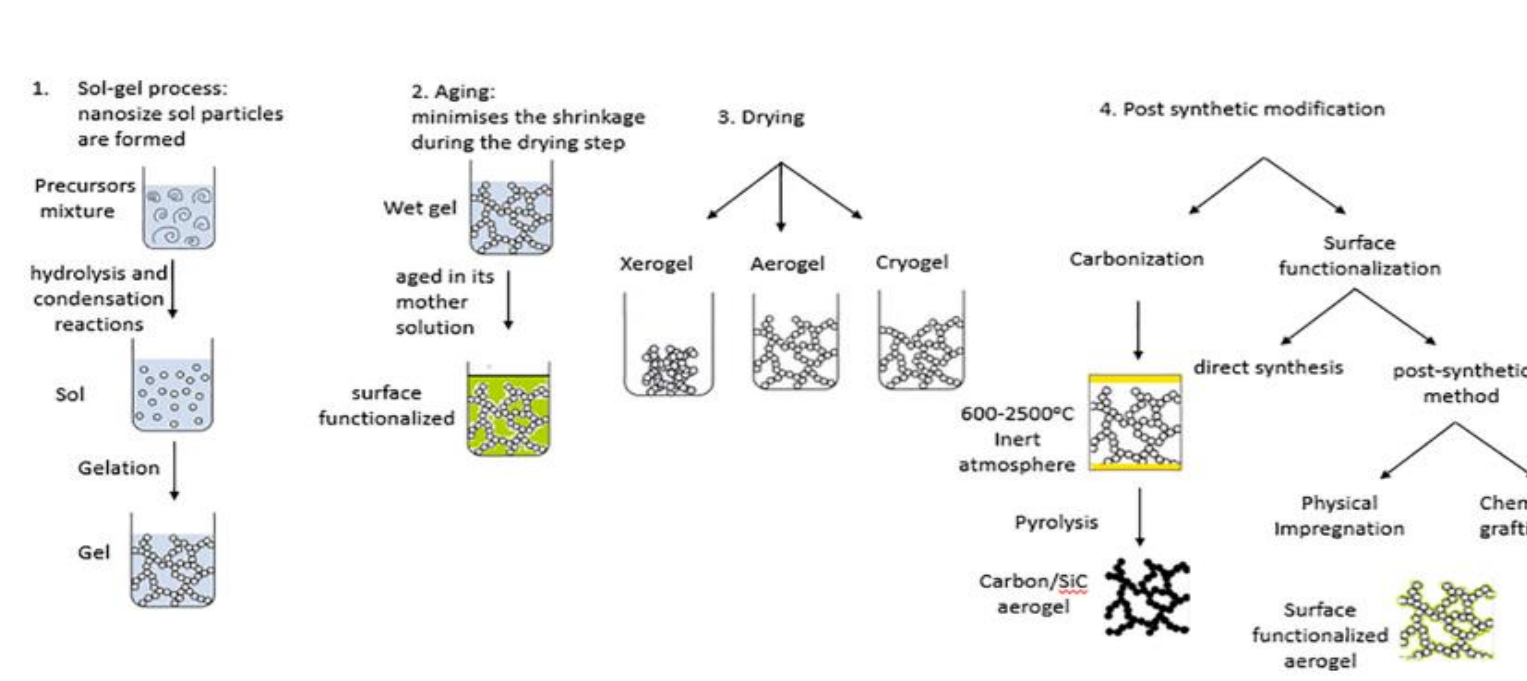 1. Sol-gel process:
nanosize sol particles
are formed
Precursors
mixture
hydrolysis and
condensation
reactions
Sol
Gelation
Gel
2. Aging:
minimises the shrinkage
during the drying step
Wet gel
aged in its
mother
solution
surface
functionalized
3. Drying
Xerogel
Aerogel
Cryogel
4. Post synthetic modification
Carbonization
600-2500°C
Inert
atmosphere
Pyrolysis
Carbon/SiC
aerogel
Surface
functionalization
direct synthesis
post-synthetic
method
Physical
Impregnation
Surface
functionalized
aerogel